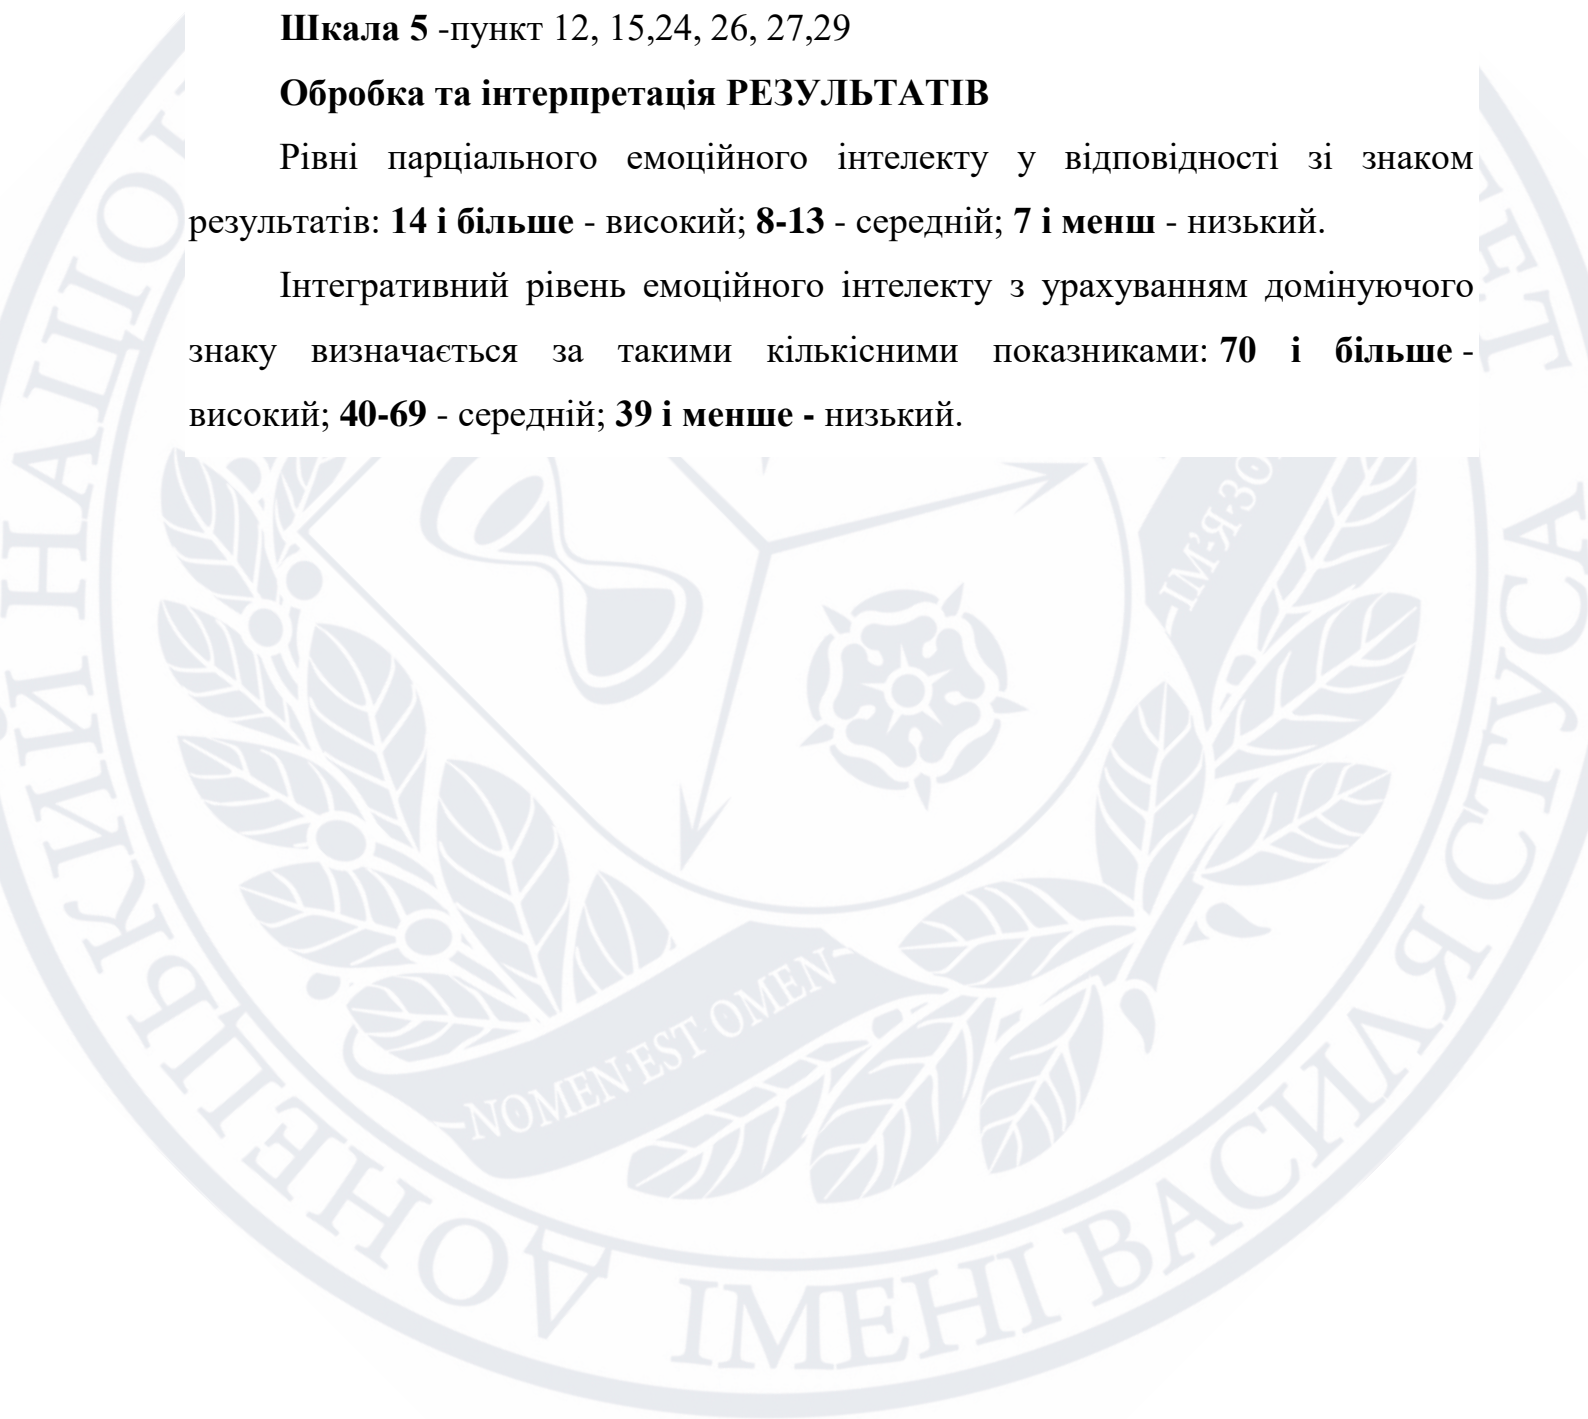 Шкала 5 -пункт 12, 15,24, 26, 27,29
Обробка та інтерпретація РЕЗУЛЬТАТІВ
Рівні парціального емоційного інтелекту у відповідності зі знаком
результатів: 14 і більше - високий; 8-13 - середній; 7 і менш - низький.
Інтегративний рівень емоційного інтелекту з урахуванням домінуючого
знаку визначається за такими кількісними показниками: 70 і більше -
високий; 40-69 - середній; 39 і менше - низький.
ДОНЕЦЬКИЙ НАЦІО
ІМЕНІ ВАСИЛЯ СТУСА
NOMEN·EST·OMEN